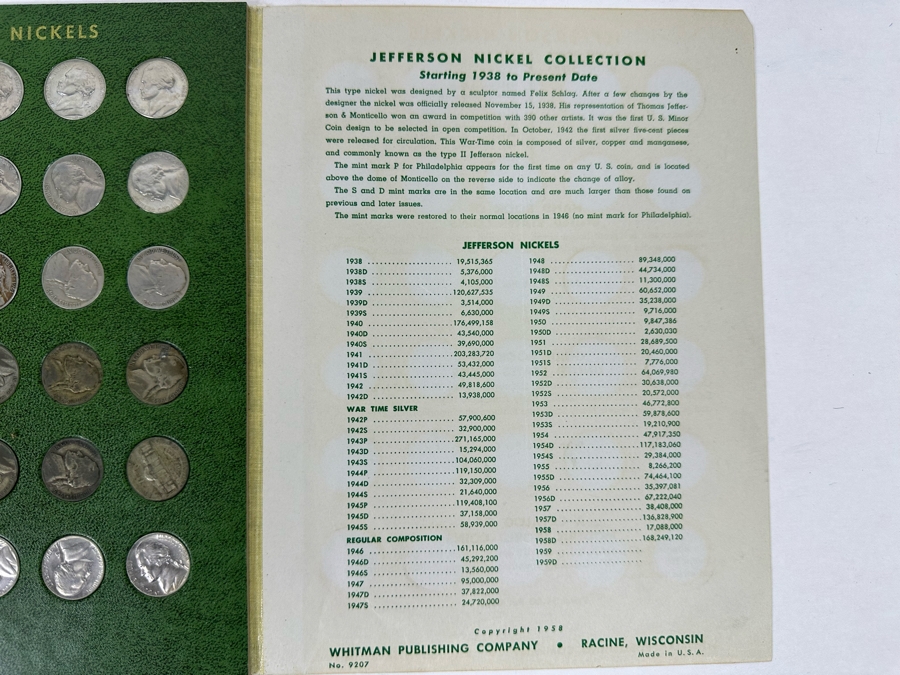 NICKELS
JEFFERSON NICKEL COLLECTION
Starting 1938 to Present Date
This type nickel was designed by a sculptor named Felix Schlag. After a few changes by the
designer the nickel was officially released November 15, 1938. His representation of Thomas Jeffer-
son & Monticello won an award in competition with 390 other artists. It was the first U. S. Minor
Coin design to be selected in open competition. In October, 1942 the first silver five-cent pieces
were released for circulation. This War-Time coin is composed of silver, copper and manganese,
and commonly known as the type II Jefferson nickel.
The mint mark P for Philadelphia appears for the first time on any U. S. coin, and is located
above the dome of Monticello on the reverse side to indicate the change of alloy.
The S and D mint marks are in the same location and are much larger than those found on
previous and later issues.
The mint marks were restored to their normal locations in 1946 (no mint mark for Philadelphia).
JEFFERSON NICKELS
1938 .......... 19,515,365
1938D .......... 5,376,000
1938S .......... 4,105,000
1939 .......... 120,627,535
1939D .......... 3,514,000
1939S .......... 6,630,000
1940 .......... 176,499,158
1940D .......... 43,540,000
1940S .......... 39,690,000
1941 .......... 203,283,720
1941D .......... 53,432,000
1941S .......... 43,445,000
1942 .......... 49,818,600
1942D .......... 13,938,000
WAR TIME SILVER
1942P .......... 57,900,600
1942S .......... 32,900,000
1943P .......... 271,165,000
1943D .......... 15,294,000
1943S .......... 104,060,000
1944P .......... 119,150,000
1944D .......... 32,309,000
1944S .......... 21,640,000
1945P .......... 119,408,100
1945D .......... 37,158,000
1945S .......... 58,939,000
REGULAR COMPOSITION
1946 .......... 161,116,000
1946D .......... 45,292,200
1946S .......... 13,560,000
1947 .......... 95,000,000
1947D .......... 37,822,000
1947S .......... 24,720,000
1948 .......... 89,348,000
1948D .......... 44,734,000
1948S .......... 11,300,000
1949 .......... 60,652,000
1949D .......... 35,238,000
1949S .......... 9,716,000
1950 .......... 9,847,386
1950D .......... 2,630,030
1951 .......... 28,689,500
1951D .......... 20,460,000
1951S .......... 7,776,000
1952 .......... 64,069,980
1952D .......... 30,638,000
1952S .......... 20,572,000
1953 .......... 46,772,800
1953D .......... 59,878,600
1953S .......... 19,210,900
1954 .......... 47,917,350
1954D .......... 117,183,060
1954S .......... 29,384,000
1955 .......... 8,266,200
1955D .......... 74,464,100
1956 .......... 35,397,081
1956D .......... 67,222,040
1957 .......... 38,408,000
1957D .......... 136,828,900
1958 .......... 17,088,000
1958D .......... 168,249,120
1959 ..........
1959D ..........
Copyright 1958
WHITMAN PUBLISHING COMPANY • RACINE, WISCONSIN
No. 9207 Made in U. S. A.